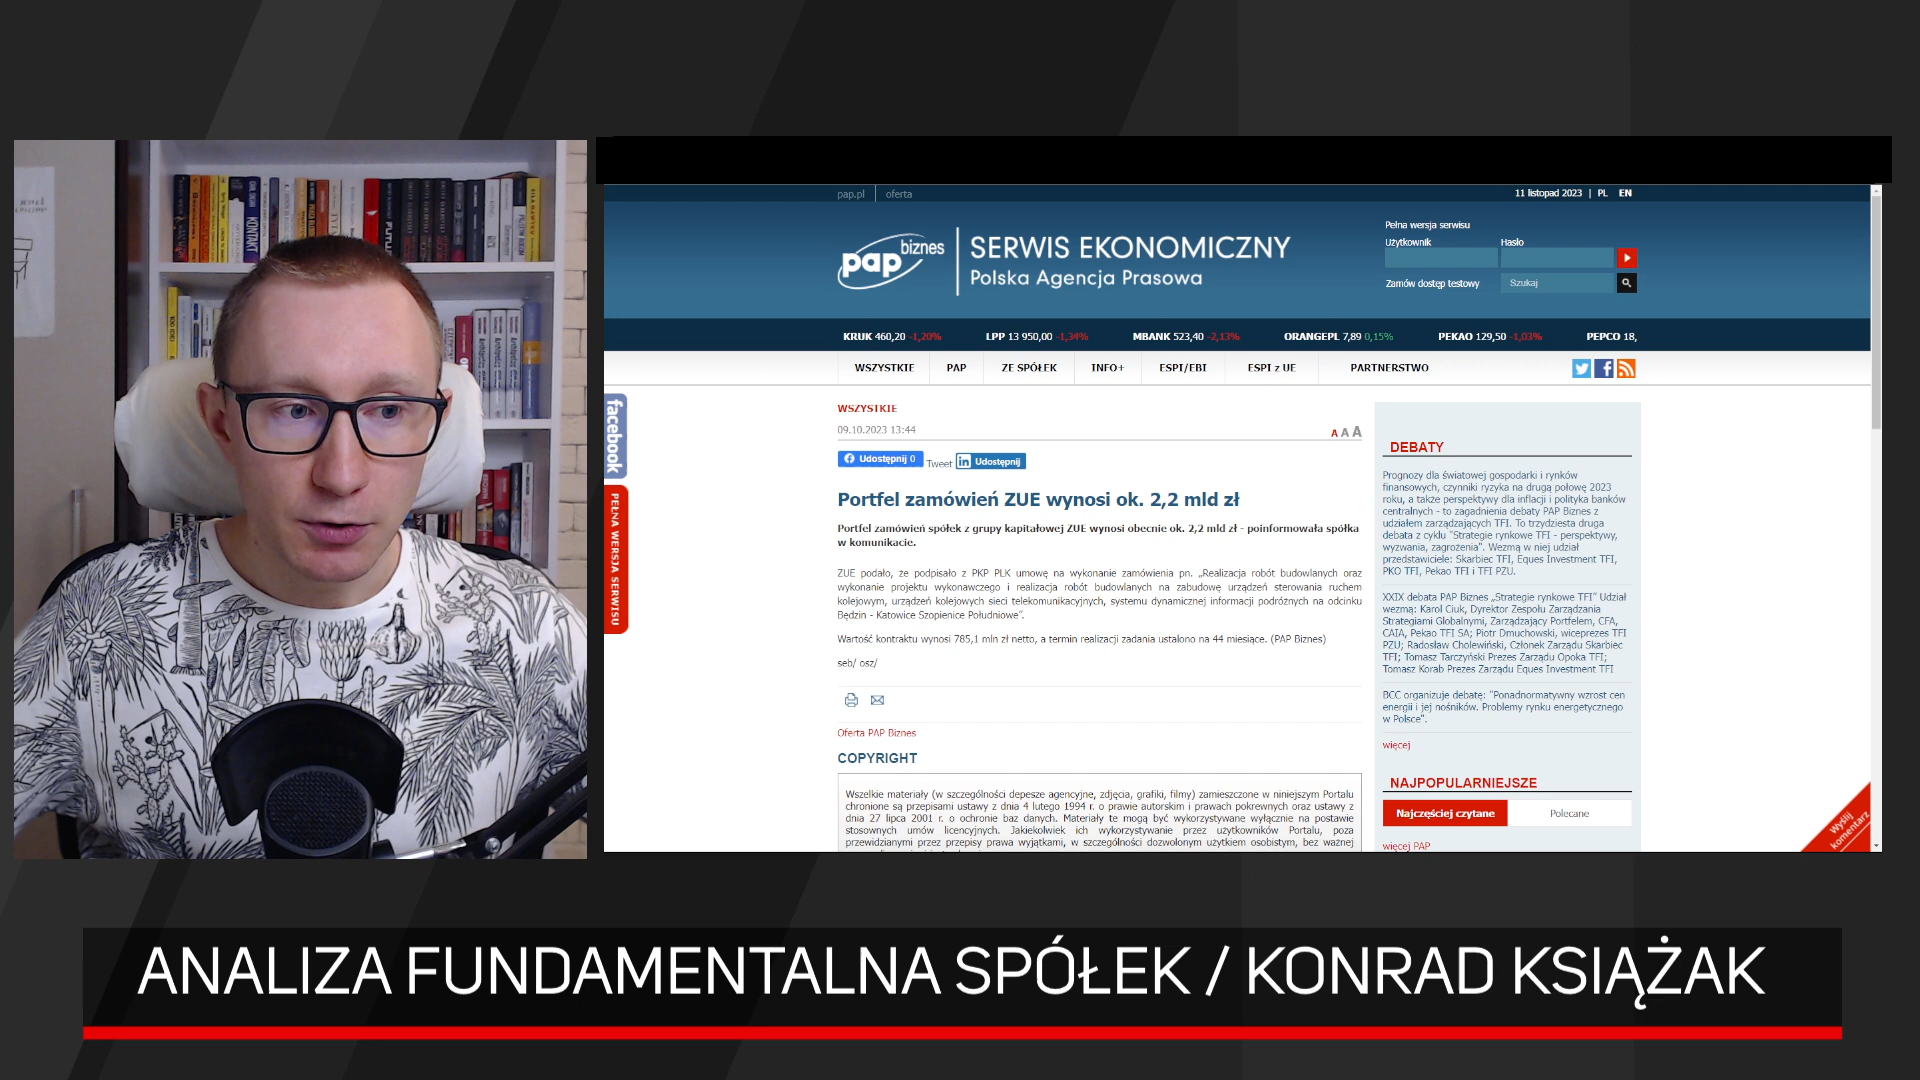 pap.pl | oferta
11 listopad 2023 | PL EN
pap biznes
SERWIS EKONOMICZNY
Polska Agencja Prasowa
Pełna wersja serwisu
Użytkownik Hasło
Zamów dostęp testowy Szukaj
KRUK 460,20 -1,20% LPP 13 950,00 -1,34% MBANK 523,40 -2,13% ORANGEPL 7,89 0,15% PEKAO 129,50 -1,03% PEPCO 18,
WSZYSTKIE PAP ZE SPÓŁEK INFO+ ESPI/EBI ESPI z UE PARTNERSTWO
facebook
PEŁNA WERSJA SERWISU
WSZYSTKIE
09.10.2023 13:44
A A A
Udostępnij 0 Tweet in Udostępnij
Portfel zamówień ZUE wynosi ok. 2,2 mld zł
Portfel zamówień spółek z grupy kapitałowej ZUE wynosi obecnie ok. 2,2 mld zł - poinformowała spółka
w komunikacie.
ZUE podało, że podpisało z PKP PLK umowę na wykonanie zamówienia pn. „Realizacja robót budowlanych oraz
wykonanie projektu wykonawczego i realizacja robót budowlanych na zabudowę urządzeń sterowania ruchem
kolejowym, urządzeń kolejowych sieci telekomunikacyjnych, systemu dynamicznej informacji podróżnych na odcinku
Będzin - Katowice Szopienice Południowe”.
Wartość kontraktu wynosi 785,1 mln zł netto, a termin realizacji zadania ustalono na 44 miesiące. (PAP Biznes)
seb/ osz/
Oferta PAP Biznes
COPYRIGHT
Wszelkie materiały (w szczególności depesze agencyjne, zdjęcia, grafiki, filmy) zamieszczone w niniejszym Portalu
chronione są przepisami ustawy z dnia 4 lutego 1994 r. o prawie autorskim i prawach pokrewnych oraz ustawy z
dnia 27 lipca 2001 r. o ochronie baz danych. Materiały te mogą być wykorzystywane wyłącznie na postawie
stosownych umów licencyjnych. Jakiekolwiek ich wykorzystywanie przez użytkowników Portalu, poza
przewidzianymi przez przepisy prawa wyjątkami, w szczególności dozwolonym użytkiem osobistym, bez ważnej
DEBATY
Prognozy dla światowej gospodarki i rynków
finansowych, czynniki ryzyka na drugą połowę 2023
roku, a także perspektywy dla inflacji i polityka banków
centralnych - to zagadnienia debaty PAP Biznes z
udziałem zarządzających TFI. To trzydziesta druga
debata z cyklu "Strategie rynkowe TFI - perspektywy,
wyzwania, zagrożenia". Wezmą w niej udział
przedstawiciele: Skarbiec TFI, Eques Investment TFI,
PKO TFI, Pekao TFI i TFI PZU.
XXIX debata PAP Biznes „Strategie rynkowe TFI” Udział
wezmą: Karol Ciuk, Dyrektor Zespołu Zarządzania
Strategiami Globalnymi, Zarządzający Portfelem, CFA,
CAIA, Pekao TFI SA; Piotr Dmuchowski, wiceprezes TFI
PZU; Radosław Cholewiński, Członek Zarządu Skarbiec
TFI; Tomasz Tarczyński Prezes Zarządu Opoka TFI;
Tomasz Korab Prezes Zarządu Eques Investment TFI
BCC organizuje debatę: "Ponadnormatywny wzrost cen
energii i jej nośników. Problemy rynku energetycznego
w Polsce".
więcej
NAJPOPULARNIEJSZE
Najczęściej czytane Polecane
więcej PAP
Wyślij
komentarz
ANALIZA FUNDAMENTALNA SPÓŁEK / KONRAD KSIĄŻAK